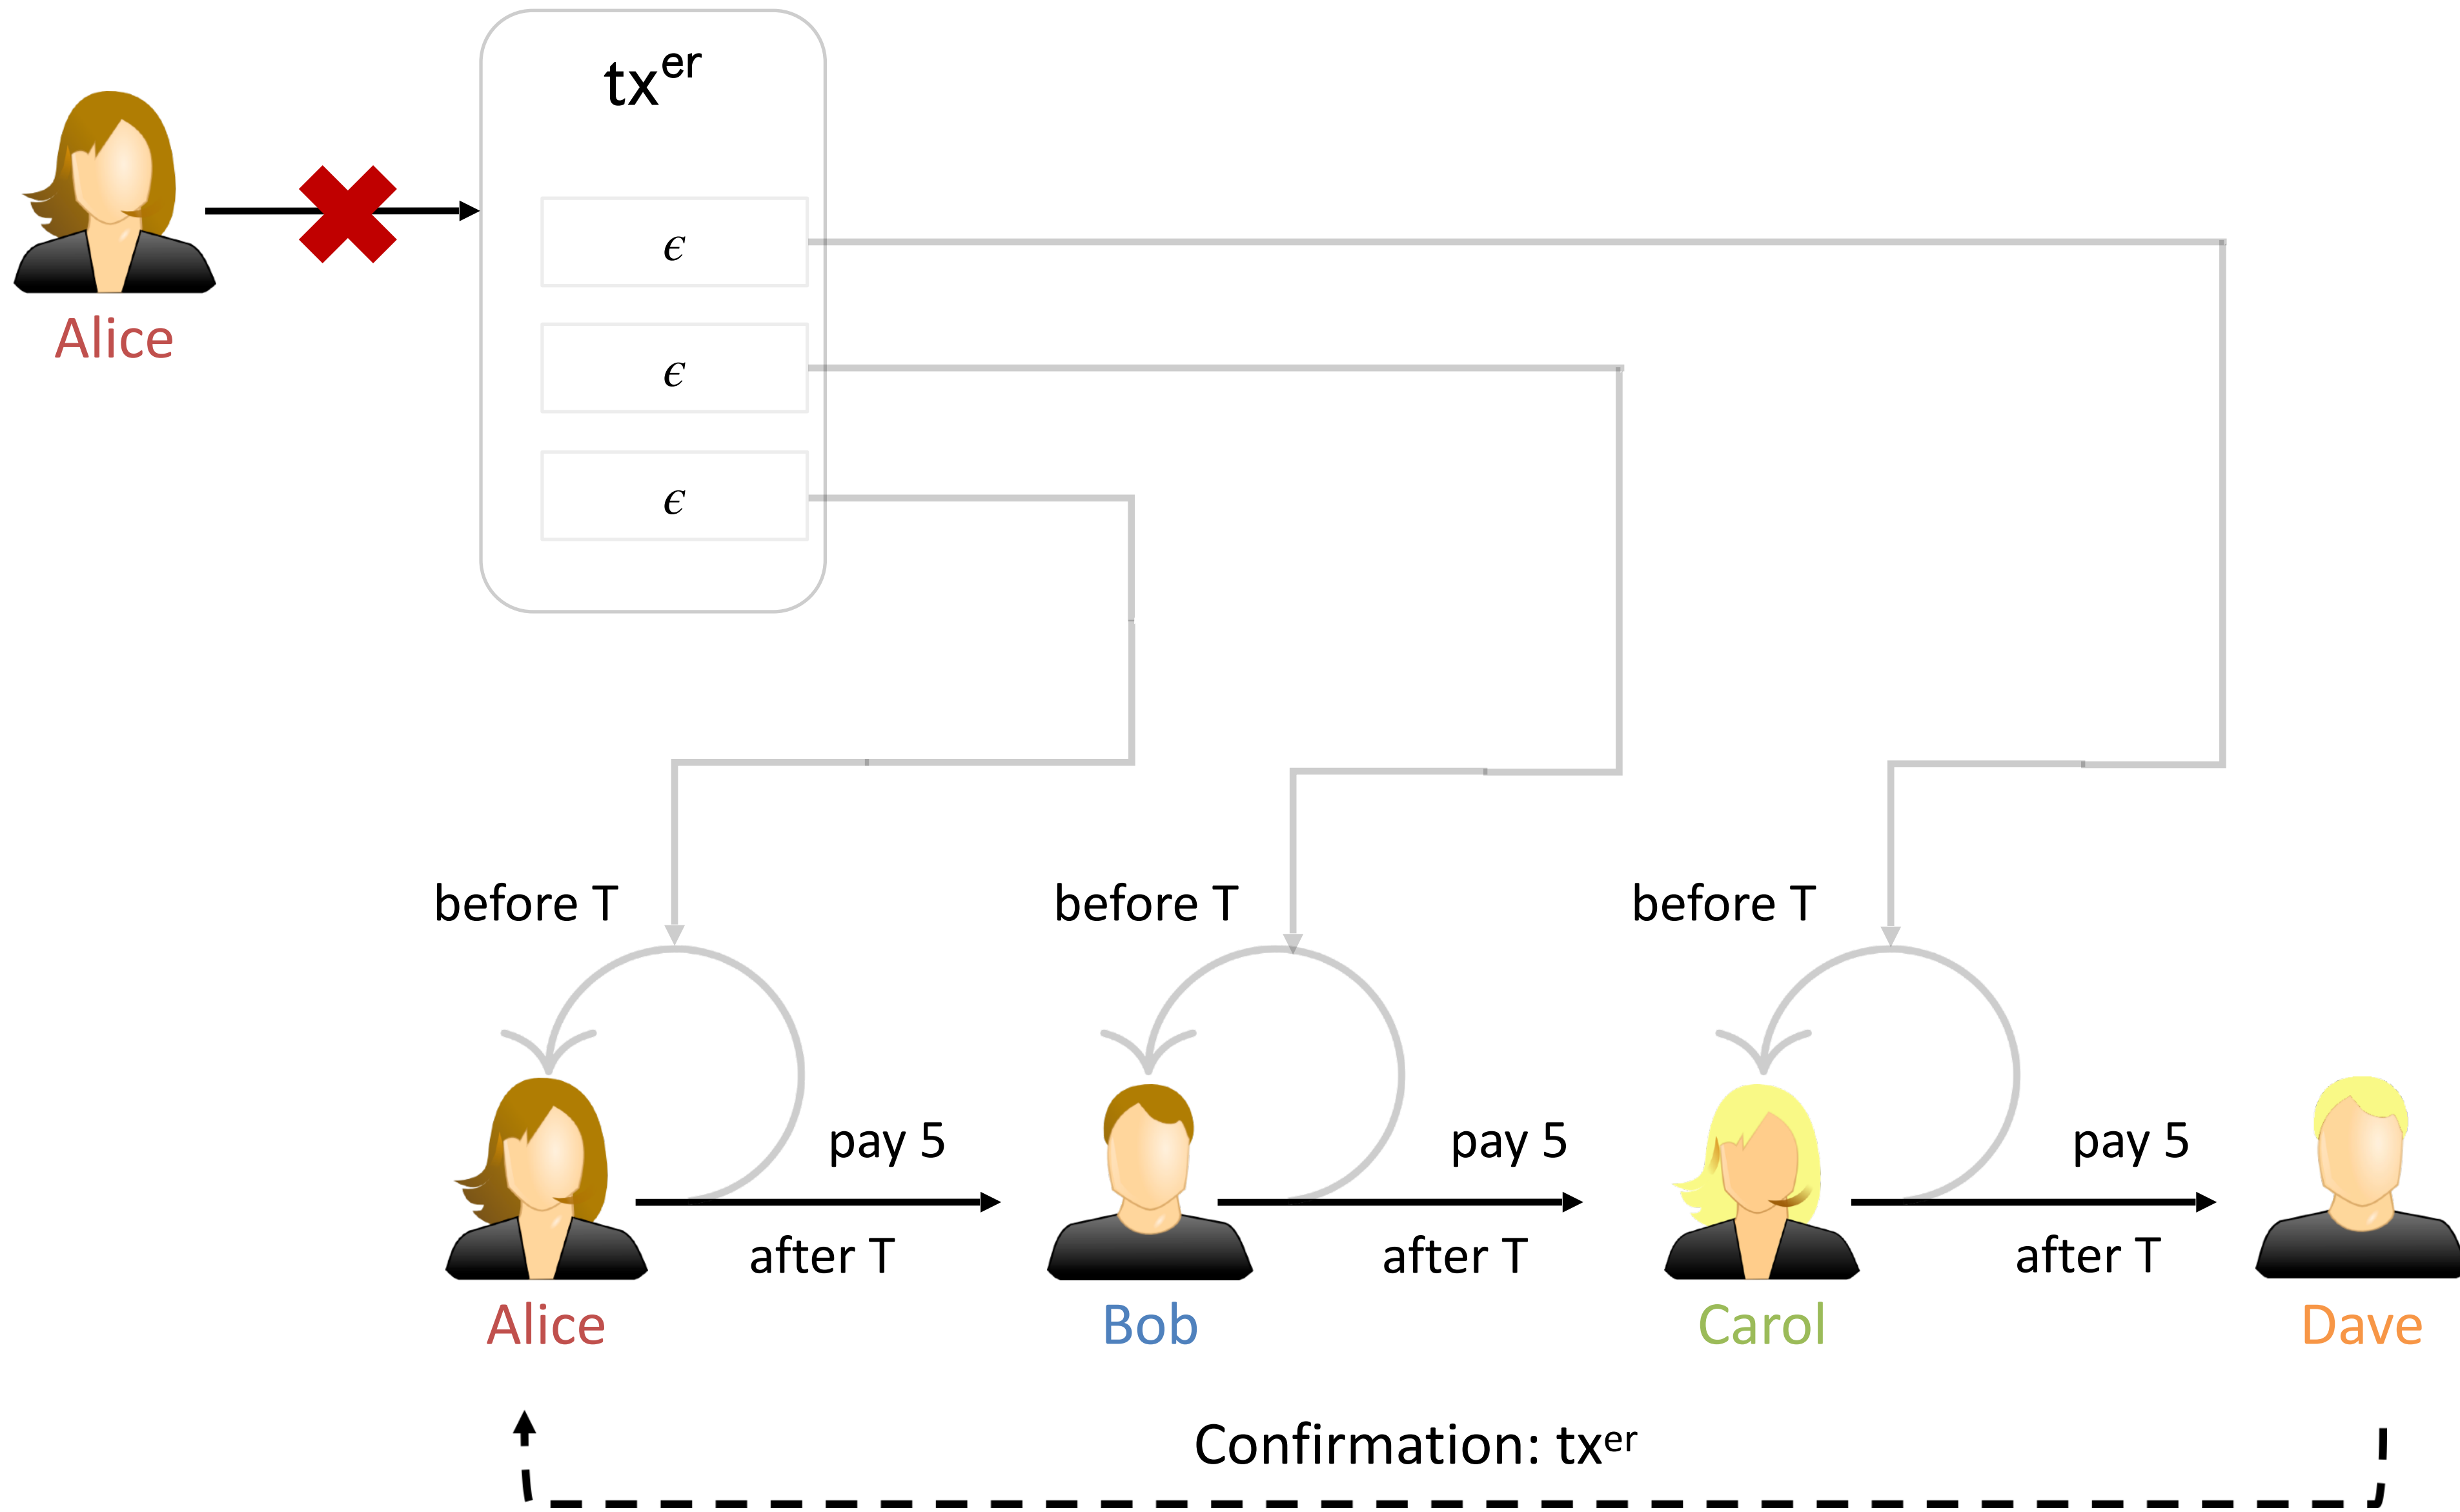 tx^er
Alice
ϵ
ϵ
ϵ
before T
before T
before T
pay 5
pay 5
pay 5
after T
after T
after T
Alice
Bob
Carol
Dave
Confirmation: tx^er